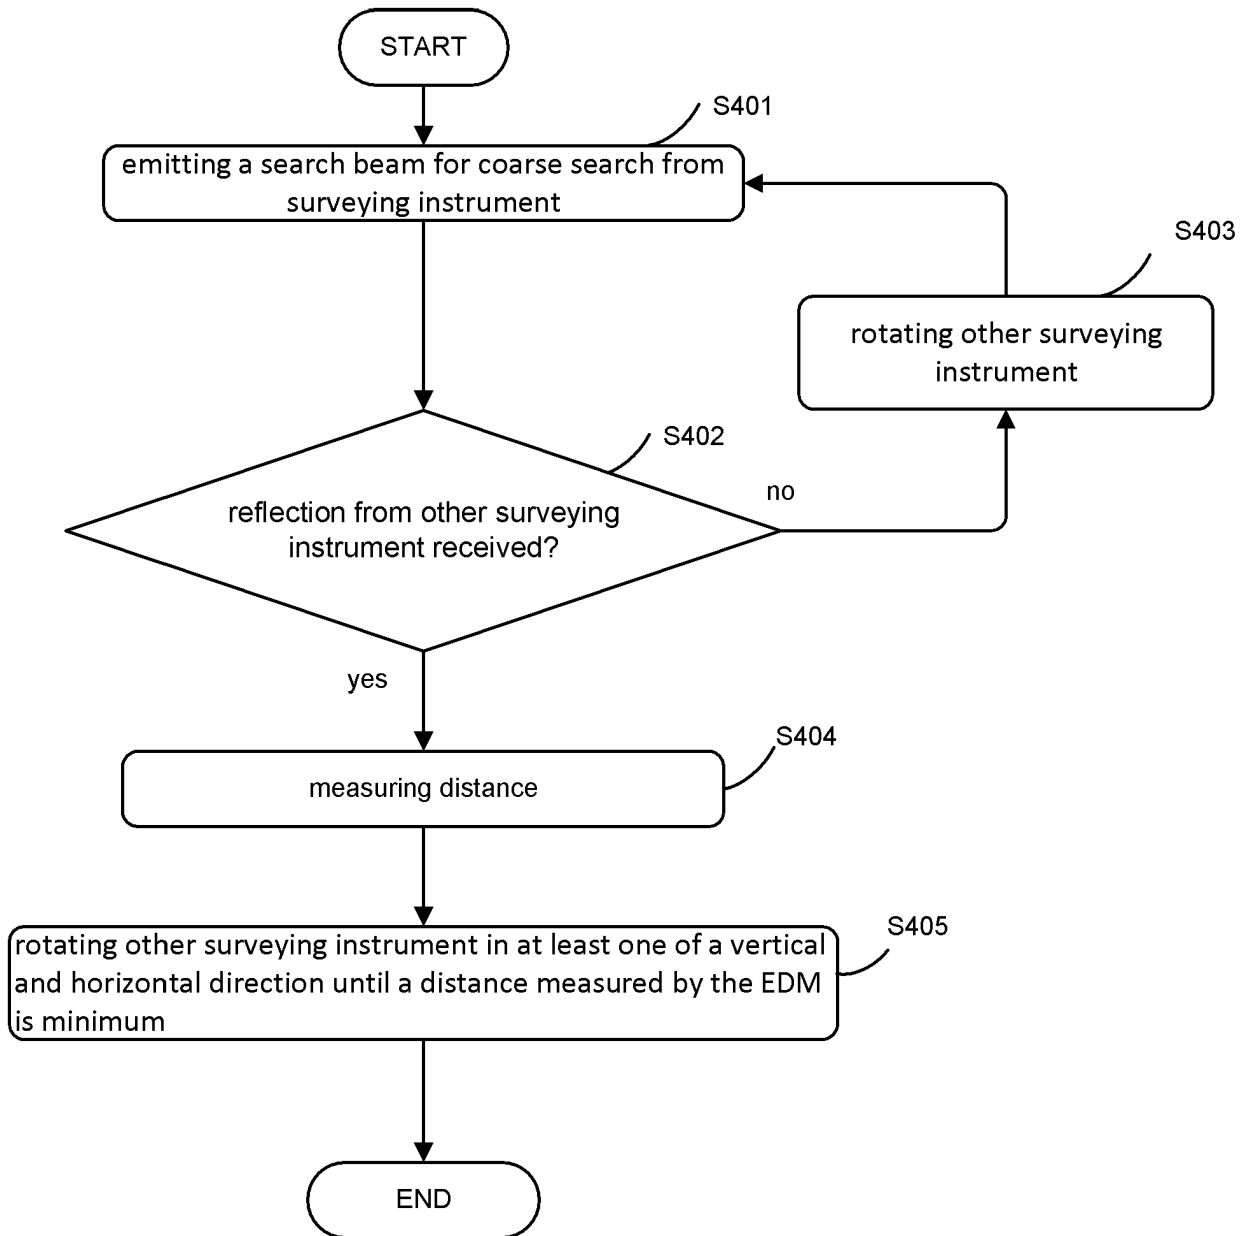 START
S401
emitting a search beam for coarse search from
surveying instrument
S403
rotating other surveying
instrument
S402
reflection from other surveying
instrument received?
no
yes
S404
measuring distance
S405
rotating other surveying instrument in at least one of a vertical
and horizontal direction until a distance measured by the EDM
is minimum
END